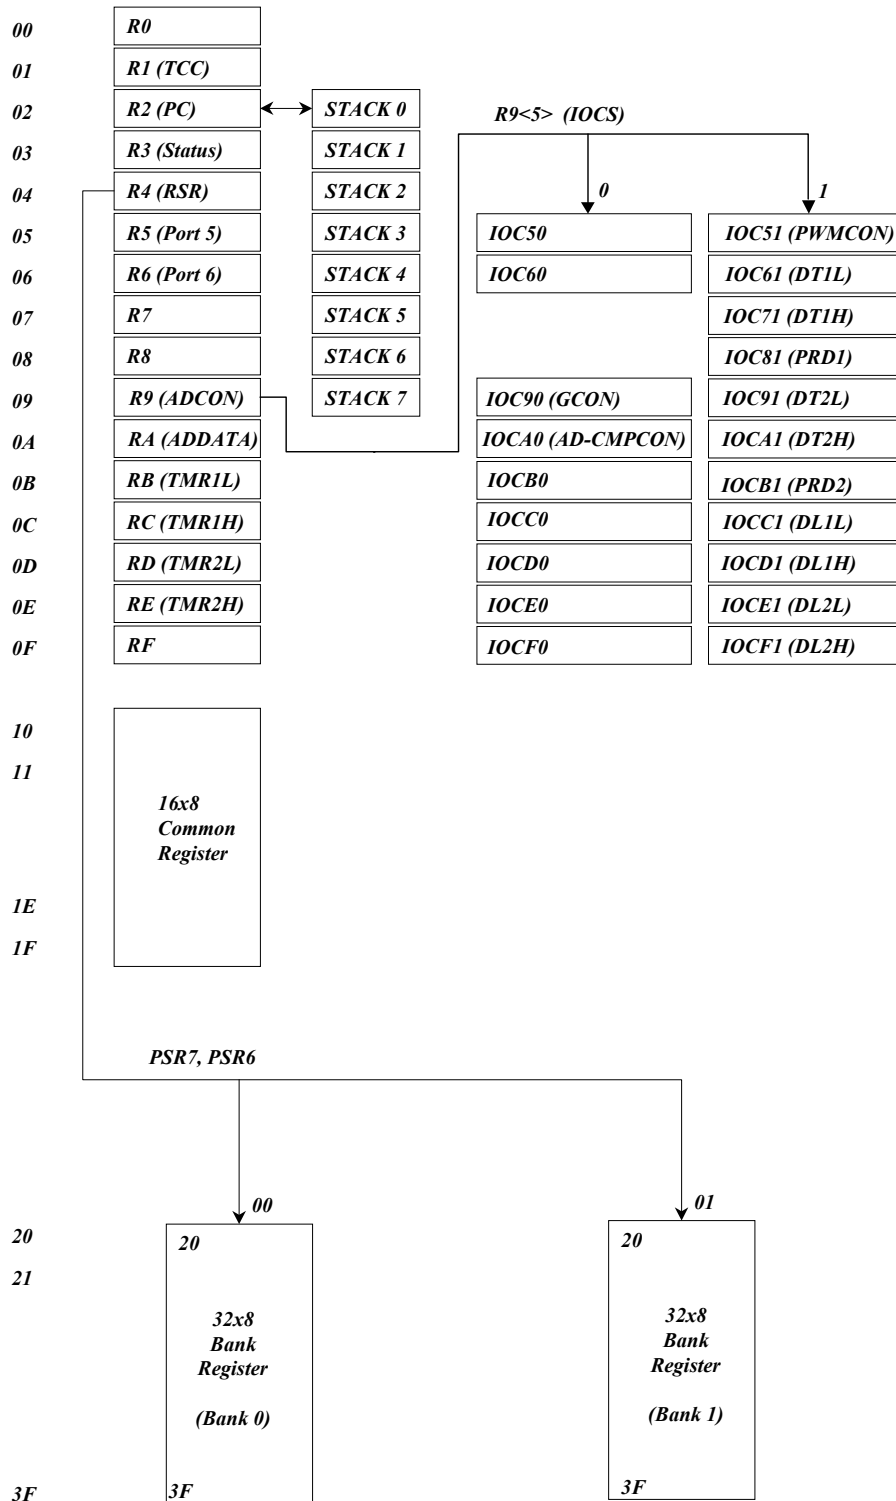 00 R0
01 R1 (TCC)
02 R2 (PC) STACK 0 R9<5> (IOCS)
03 R3 (Status) STACK 1
04 R4 (RSR) STACK 2 0 1
05 R5 (Port 5) STACK 3 IOC50 IOC51 (PWMCON)
06 R6 (Port 6) STACK 4 IOC60 IOC61 (DT1L)
07 R7 STACK 5 IOC71 (DT1H)
08 R8 STACK 6 IOC81 (PRD1)
09 R9 (ADCON) STACK 7 IOC90 (GCON) IOC91 (DT2L)
0A RA (ADDATA) IOCA0 (AD-CMPCON) IOCA1 (DT2H)
0B RB (TMR1L) IOCB0 IOCB1 (PRD2)
0C RC (TMR1H) IOCC0 IOCC1 (DL1L)
0D RD (TMR2L) IOCD0 IOCD1 (DL1H)
0E RE (TMR2H) IOCE0 IOCE1 (DL2L)
0F RF IOCF0 IOCF1 (DL2H)
10
11
16x8
Common
Register
1E
1F
PSR7, PSR6
00 01
20 20 20
21
32x8 32x8
Bank Bank
Register Register
(Bank 0) (Bank 1)
3F 3F 3F